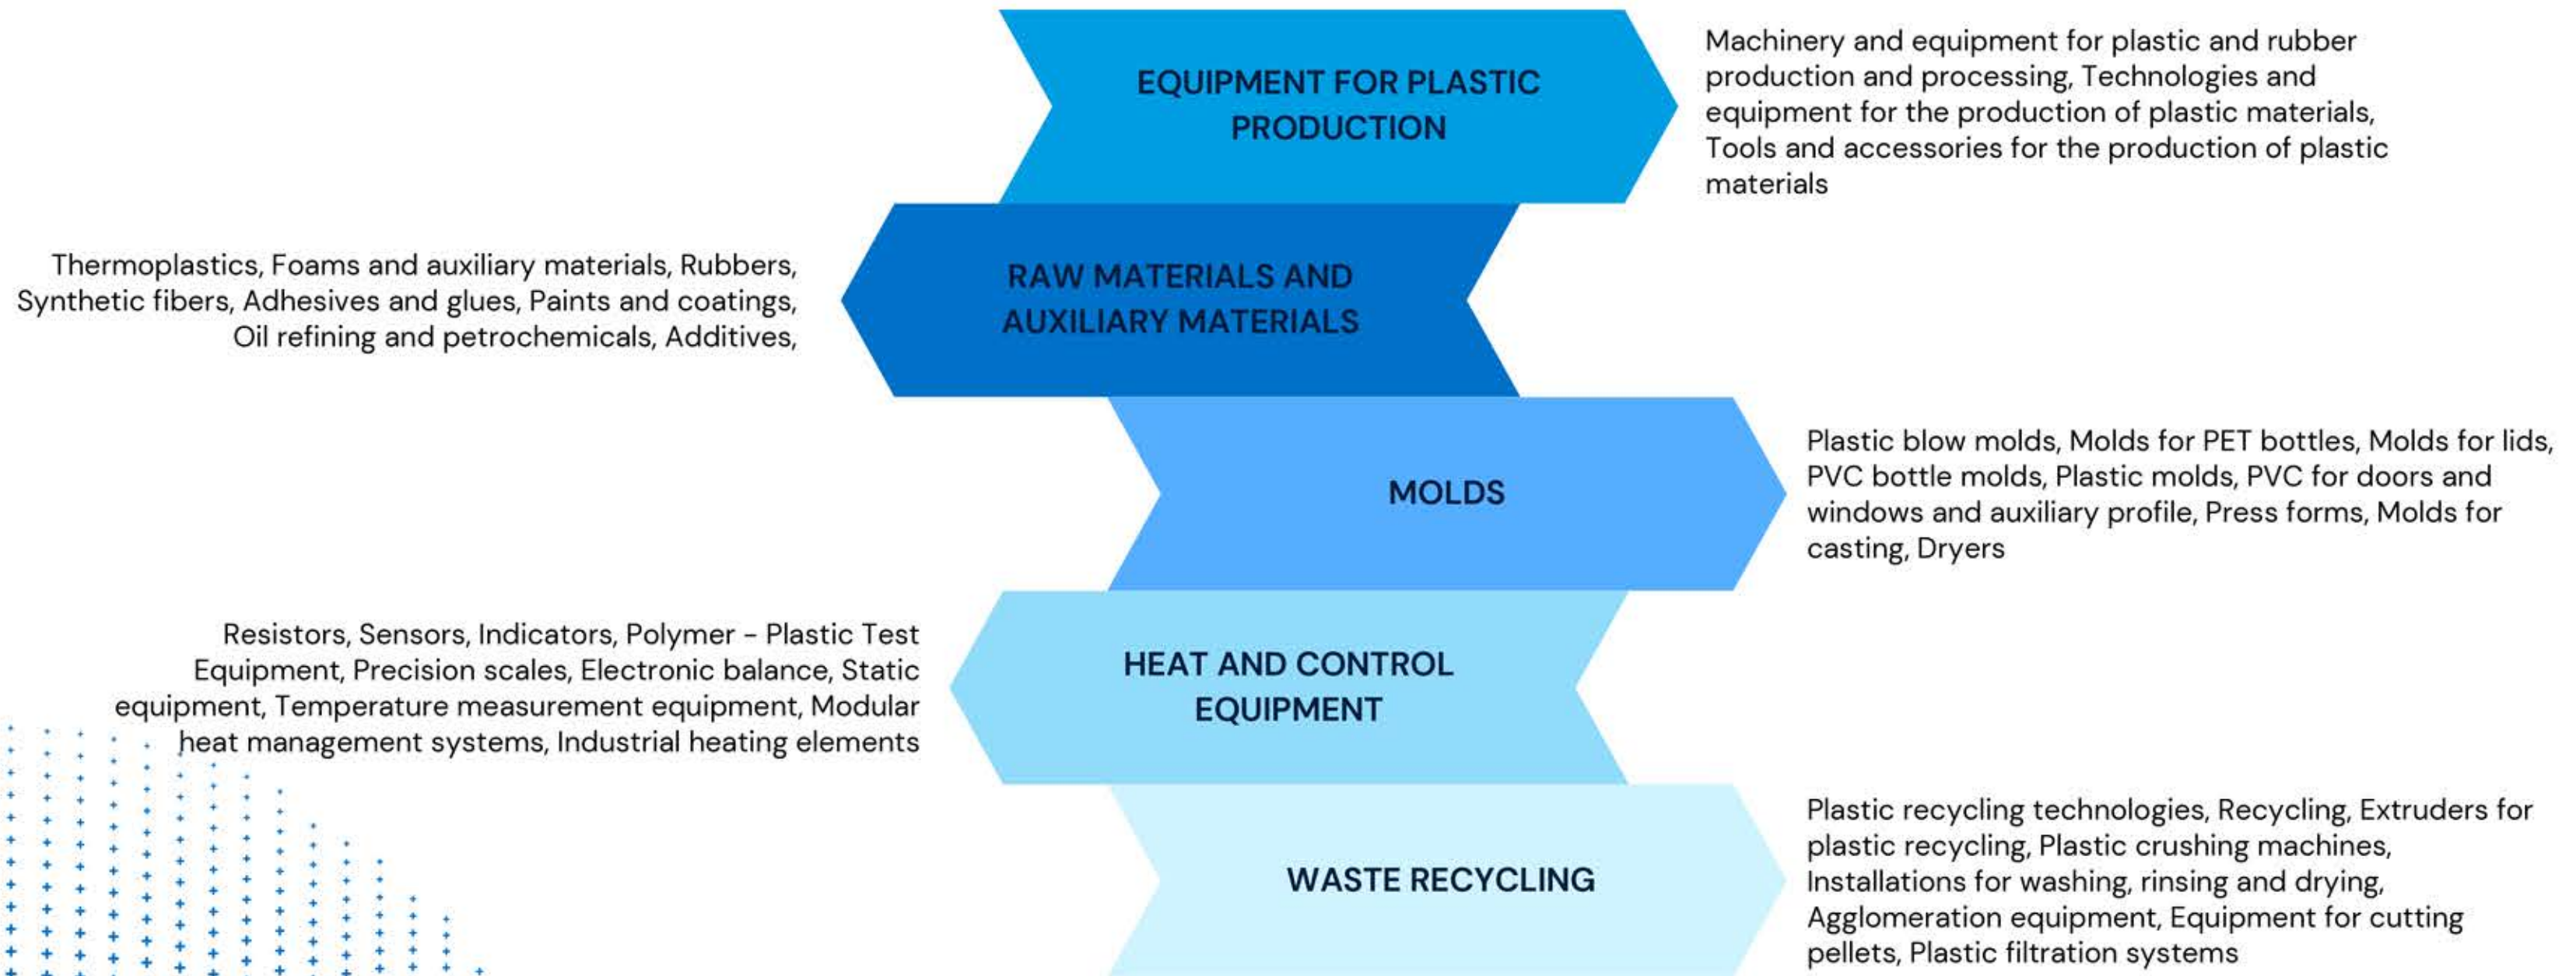 EQUIPMENT FOR PLASTIC
PRODUCTION
Machinery and equipment for plastic and rubber
production and processing, Technologies and
equipment for the production of plastic materials,
Tools and accessories for the production of plastic
materials
Thermoplastics, Foams and auxiliary materials, Rubbers,
Synthetic fibers, Adhesives and glues, Paints and coatings,
Oil refining and petrochemicals, Additives,
RAW MATERIALS AND
AUXILIARY MATERIALS
MOLDS
Plastic blow molds, Molds for PET bottles, Molds for lids,
PVC bottle molds, Plastic molds, PVC for doors and
windows and auxiliary profile, Press forms, Molds for
casting, Dryers
Resistors, Sensors, Indicators, Polymer - Plastic Test
Equipment, Precision scales, Electronic balance, Static
equipment, Temperature measurement equipment, Modular
heat management systems, Industrial heating elements
HEAT AND CONTROL
EQUIPMENT
WASTE RECYCLING
Plastic recycling technologies, Recycling, Extruders for
plastic recycling, Plastic crushing machines,
Installations for washing, rinsing and drying,
Agglomeration equipment, Equipment for cutting
pellets, Plastic filtration systems